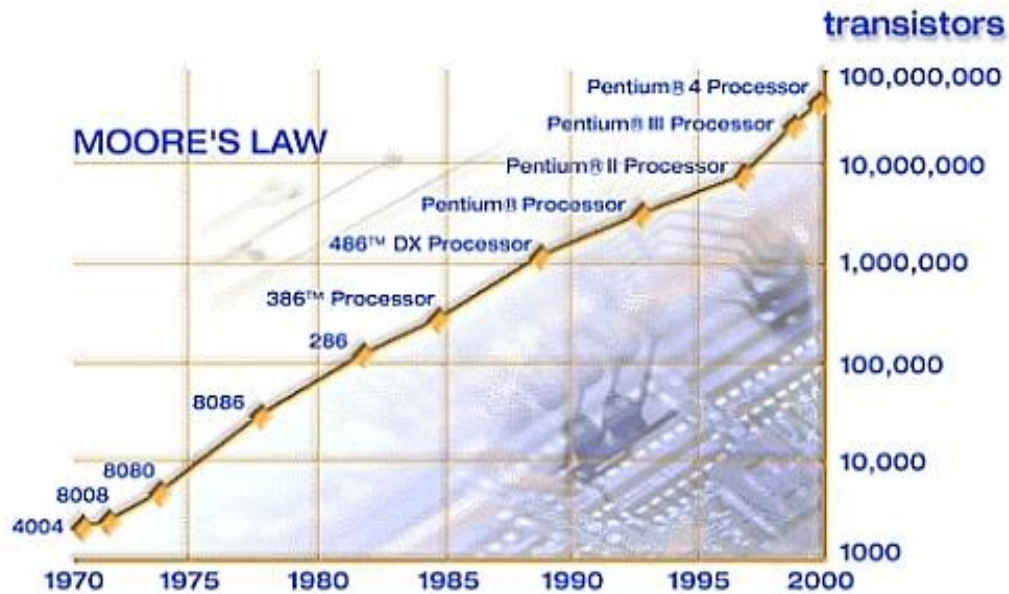 transistors
100,000,000
Pentium® 4 Processor
Pentium® III Processor
MOORE'S LAW
Pentium® II Processor
10,000,000
Pentium® Processor
486™ DX Processor
1,000,000
386™ Processor
286
100,000
8086
10,000
8080
8008
4004
1000
1970 1975 1980 1985 1990 1995 2000